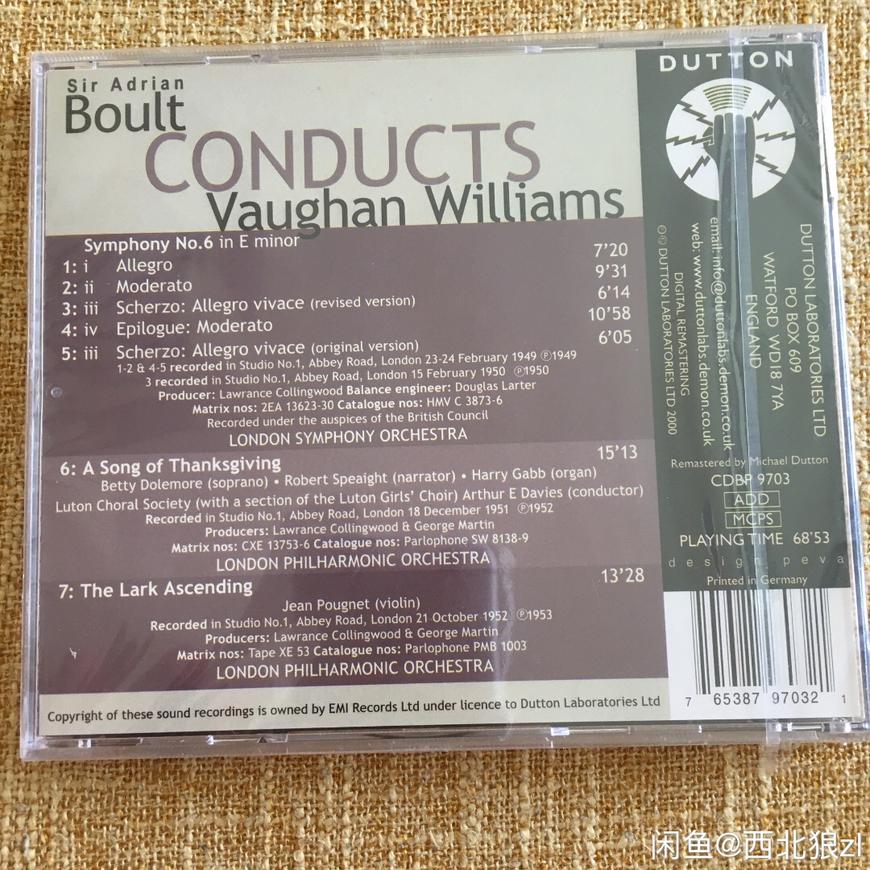 Sir Adrian
Boult
CONDUCTS
Vaughan Williams
Symphony No.6 in E minor
1: i Allegro 7'20
2: ii Moderato 9'31
3: iii Scherzo: Allegro vivace (revised version) 6'14
4: iv Epilogue: Moderato 10'58
5: iii Scherzo: Allegro vivace (original version) 6'05
1-2 & 4-5 recorded in Studio No.1, Abbey Road, London 23-24 February 1949 Ⓟ1949
3 recorded in Studio No.1, Abbey Road, London 15 February 1950 Ⓟ1950
Producer: Lawrance Collingwood Balance engineer: Douglas Larter
Matrix nos: 2EA 13623-30 Catalogue nos: HMV C 3873-6
Recorded under the auspices of the British Council
LONDON SYMPHONY ORCHESTRA
6: A Song of Thanksgiving 15'13
Betty Dolemore (soprano) • Robert Speaight (narrator) • Harry Gabb (organ)
Luton Choral Society (with a section of the Luton Girls' Choir) Arthur E Davies (conductor)
Recorded in Studio No.1, Abbey Road, London 18 December 1951 Ⓟ1952
Producers: Lawrance Collingwood & George Martin
Matrix nos: CXE 13753-6 Catalogue nos: Parlophone SW 8138-9
LONDON PHILHARMONIC ORCHESTRA
7: The Lark Ascending 13'28
Jean Pougnet (violin)
Recorded in Studio No.1, Abbey Road, London 21 October 1952 Ⓟ1953
Producers: Lawrance Collingwood & George Martin
Matrix nos: Tape XE 53 Catalogue nos: Parlophone PMB 1003
LONDON PHILHARMONIC ORCHESTRA
Copyright of these sound recordings is owned by EMI Records Ltd under licence to Dutton Laboratories Ltd
DUTTON
DUTTON LABORATORIES LTD
PO BOX 609
WATFORD WD18 7YA
ENGLAND
email: info@duttonlabs.demon.co.uk
web: www.duttonlabs.demon.co.uk
DIGITAL REMASTERING
Ⓟ© DUTTON LABORATORIES LTD 2000
Remastered by Michael Dutton
CDBP 9703
ADD
MCPS
PLAYING TIME 68'53
design.peva
Printed in Germany
7 65387 97032 1
闲鱼@西北狼zl